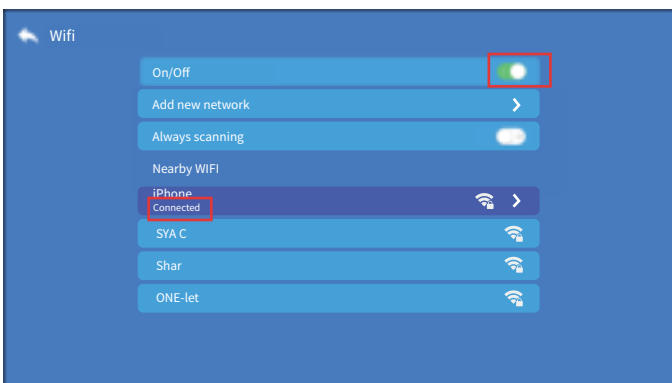 Wifi
On/Off
Add new network
Always scanning
Nearby WIFI
iPhone
Connected
SYA C
Shar
ONE-let